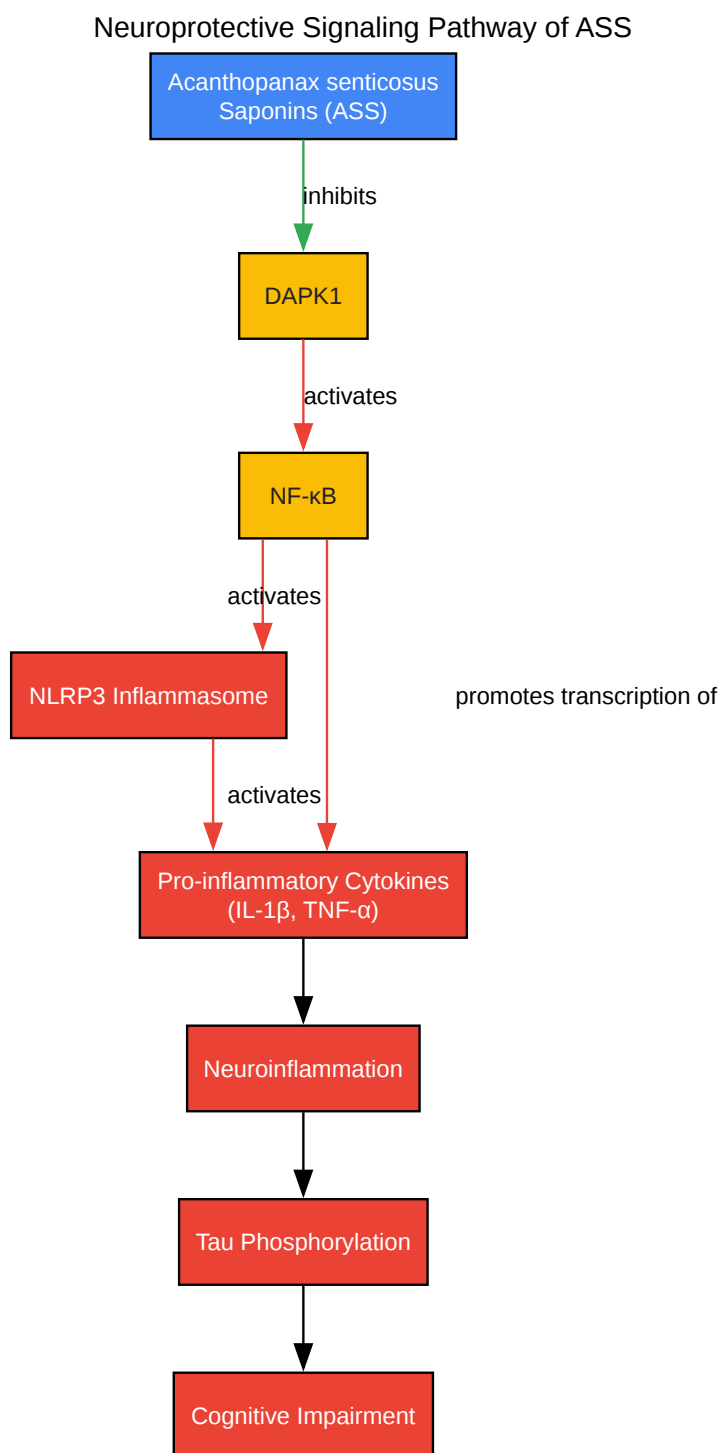 Neuroprotective Signaling Pathway of ASS
Acanthopanax senticosus
Saponins (ASS)
inhibits
DAPK1
activates
NF-κB
activates
NLRP3 Inflammasome
promotes transcription of
activates
Pro-inflammatory Cytokines
(IL-1β, TNF-α)
Neuroinflammation
Tau Phosphorylation
Cognitive Impairment